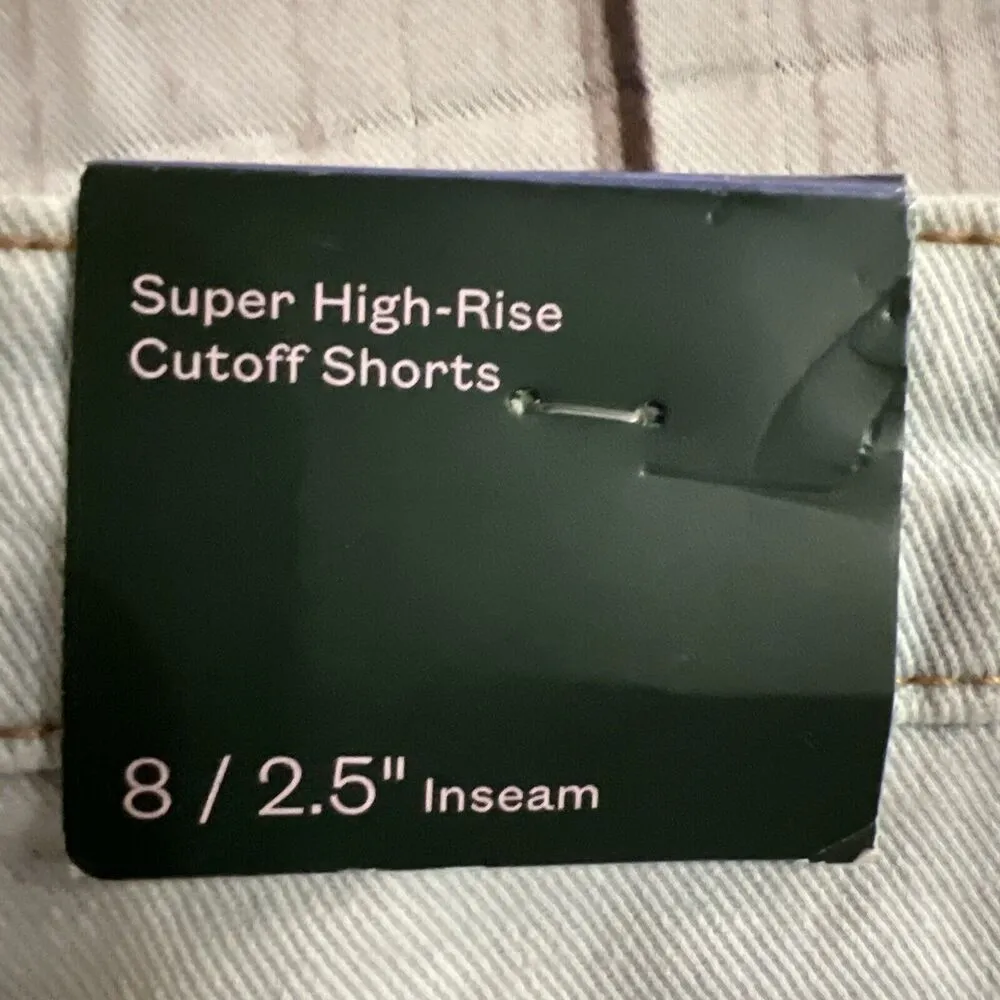 Super High-Rise
Cutoff Shorts
8 / 2.5" Inseam